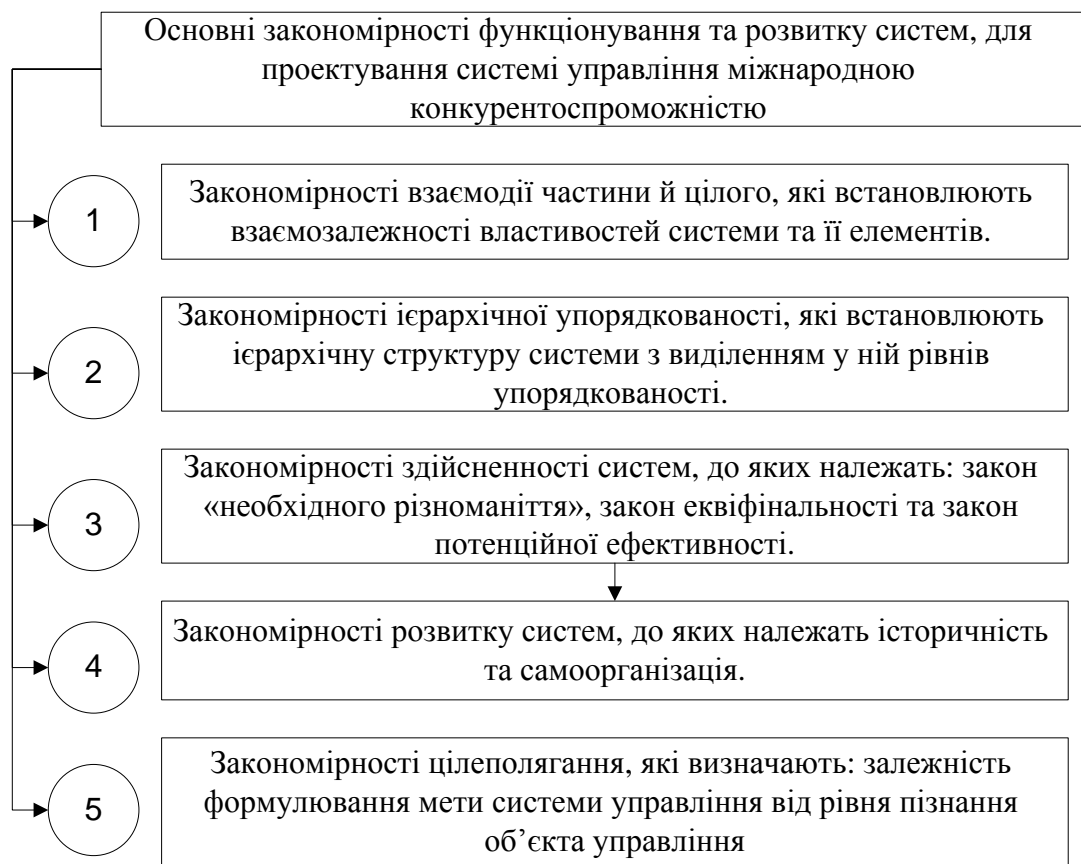 Основні закономірності функціонування та розвитку систем, для
проектування системі управління міжнародною
конкурентоспроможністю
1
Закономірності взаємодії частини й цілого, які встановлюють
взаємозалежності властивостей системи та її елементів.
2
Закономірності ієрархічної упорядкованості, які встановлюють
ієрархічну структуру системи з виділенням у ній рівнів
упорядкованості.
3
Закономірності здійсненності систем, до яких належать: закон
«необхідного різноманіття», закон еквіфінальності та закон
потенційної ефективності.
4
Закономірності розвитку систем, до яких належать історичність
та самоорганізація.
5
Закономірності цілеполягання, які визначають: залежність
формулювання мети системи управління від рівня пізнання
об’єкта управління